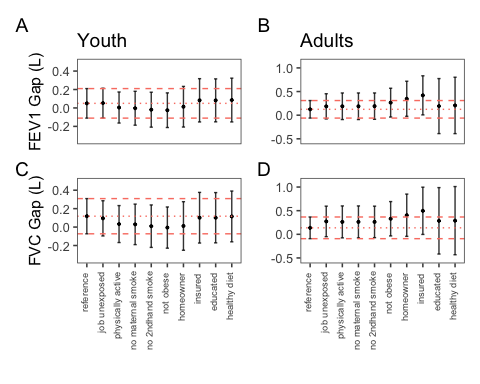 A
Youth
B
Adults
FEV1 Gap (L)
0.4
0.2
0.0
-0.2
1.0
0.5
0.0
-0.5
C
D
FVC Gap (L)
0.4
0.2
0.0
-0.2
1.0
0.5
0.0
-0.5
reference
job unexposed
physically active
no maternal smoke
no 2ndhand smoke
not obese
homeowner
insured
educated
healthy diet
reference
job unexposed
physically active
no maternal smoke
no 2ndhand smoke
not obese
homeowner
insured
educated
healthy diet